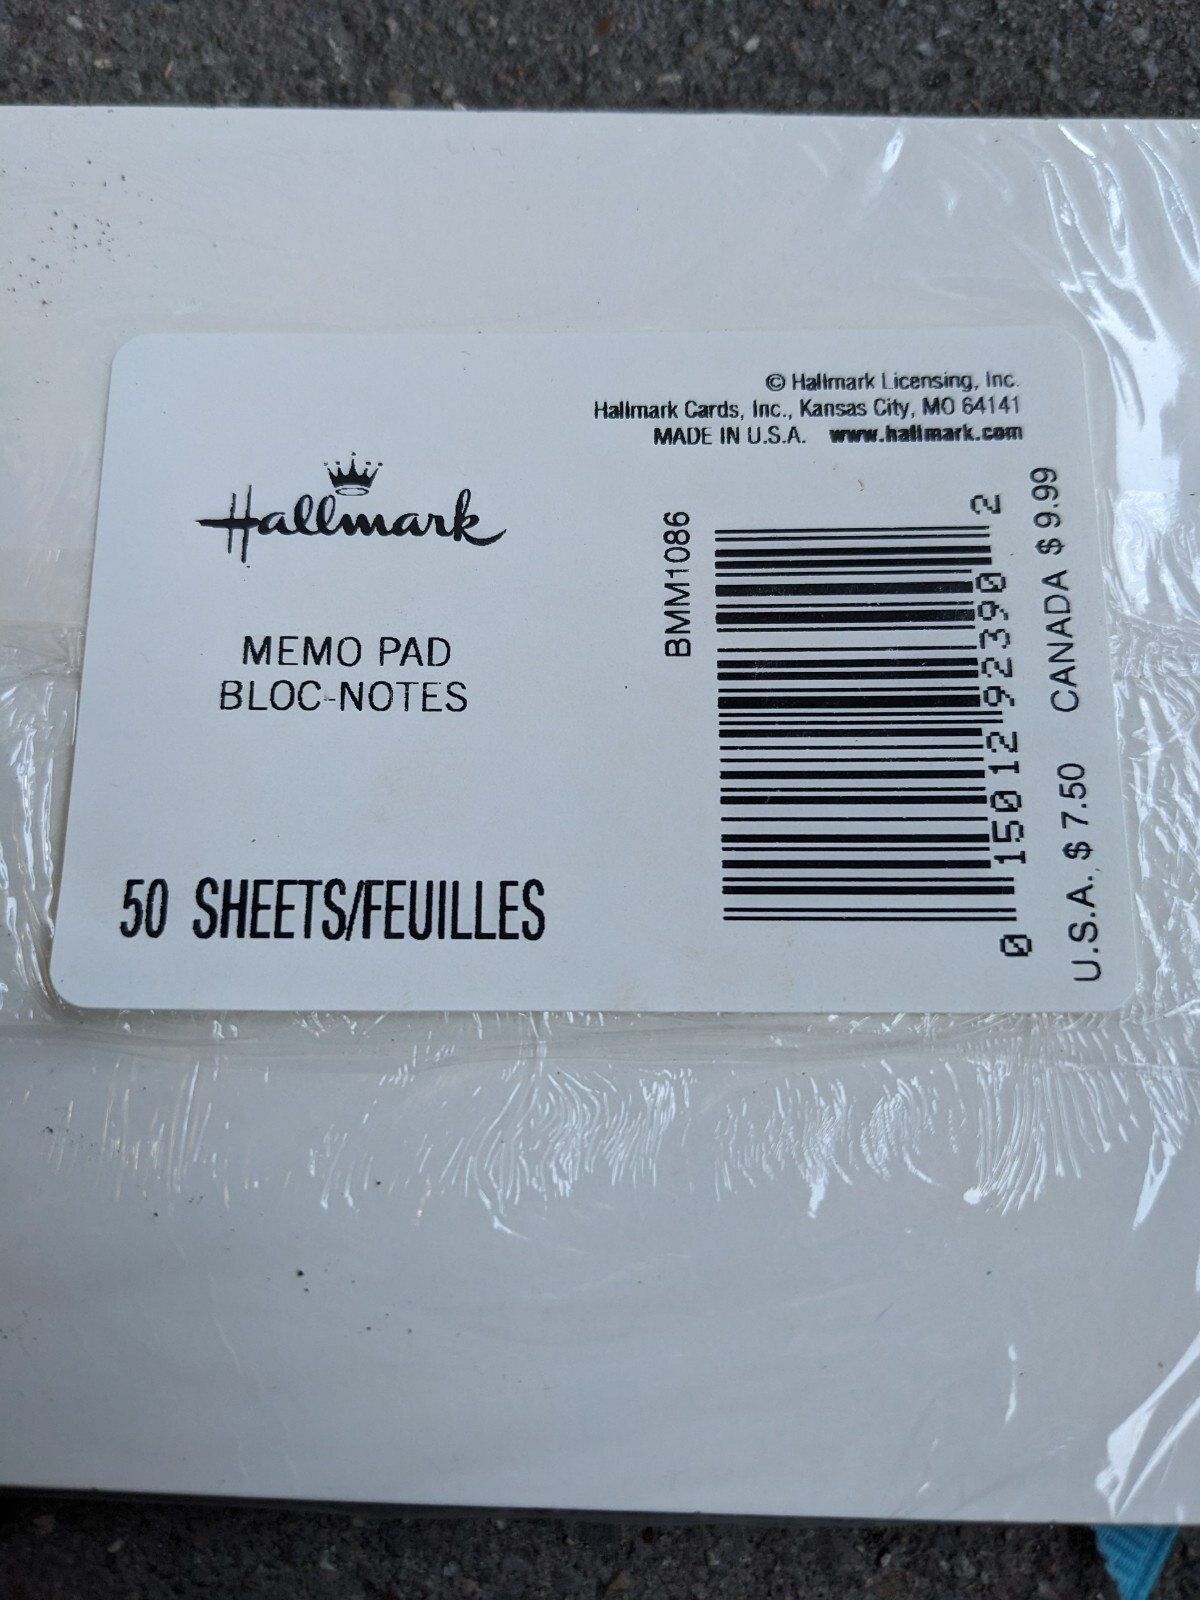 © Hallmark Licensing, Inc.
Hallmark Cards, Inc., Kansas City, MO 64141
MADE IN U.S.A. www.hallmark.com
Hallmark
MEMO PAD
BLOC-NOTES
50 SHEETS/FEUILLES
BMM1086
0 15012 92390 2
U.S.A. $ 7.50 CANADA $ 9.99